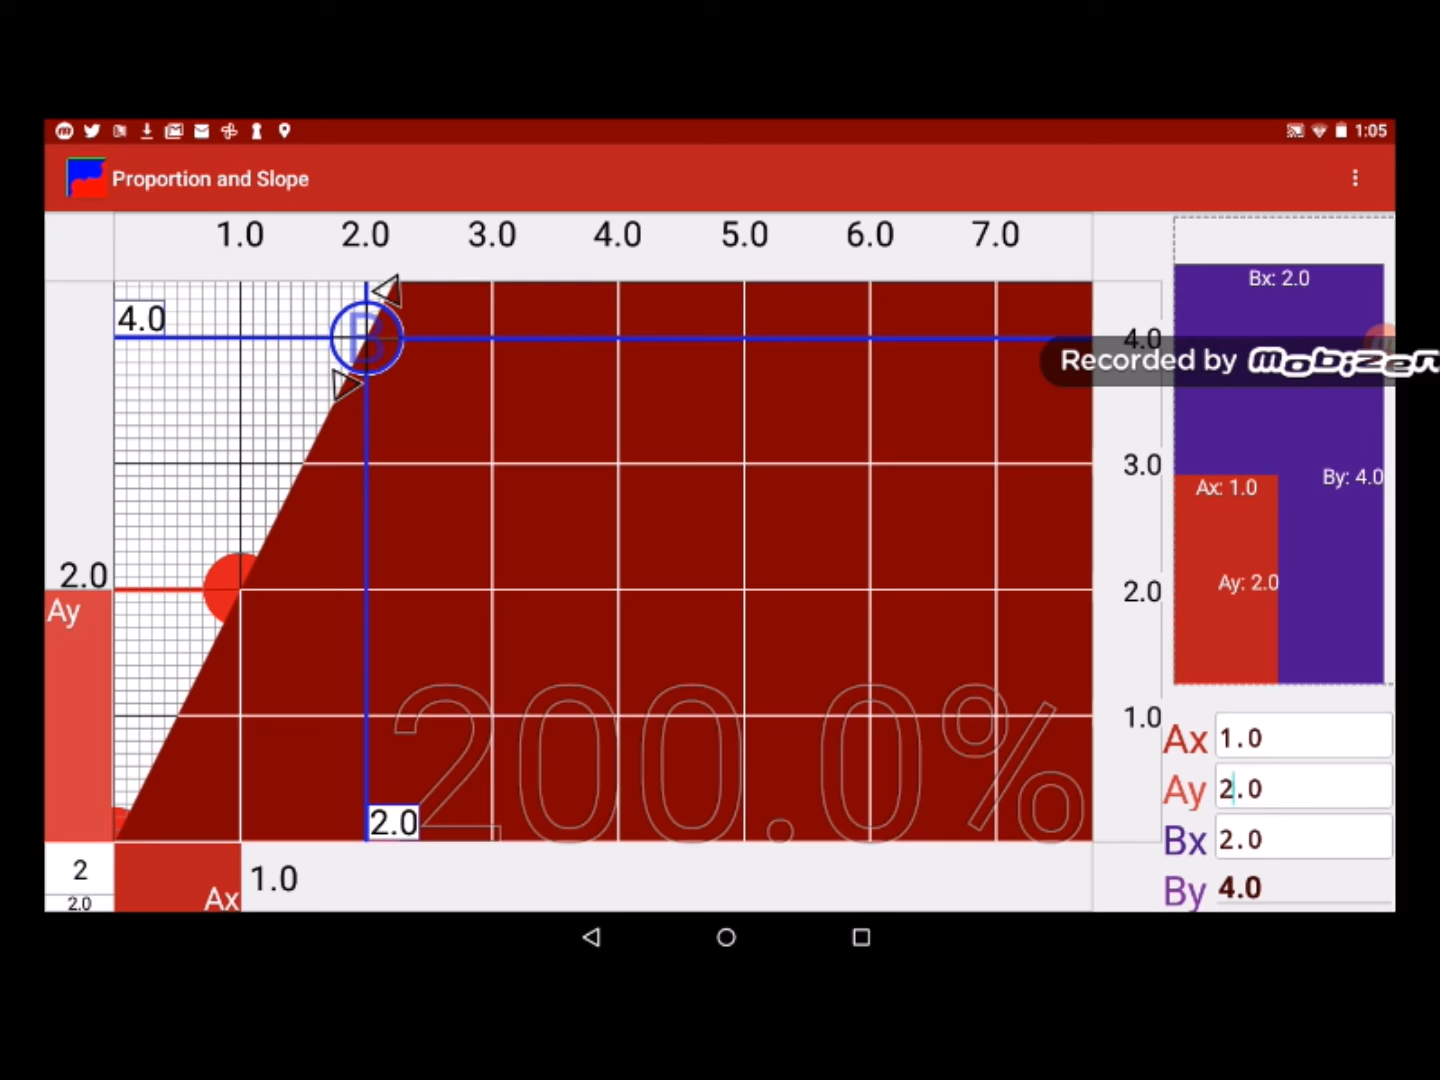 1:05
Proportion and Slope
1.0 2.0 3.0 4.0 5.0 6.0 7.0
4.0
B
4.0
Bx: 2.0
Recorded by mobizen
3.0
By: 4.0
Ax: 1.0
2.0
Ay
2.0
Ay: 2.0
200.0%
1.0
2.0
Ax 1.0
Ay 2.0
Bx 2.0
By 4.0
2
2.0
Ax
1.0